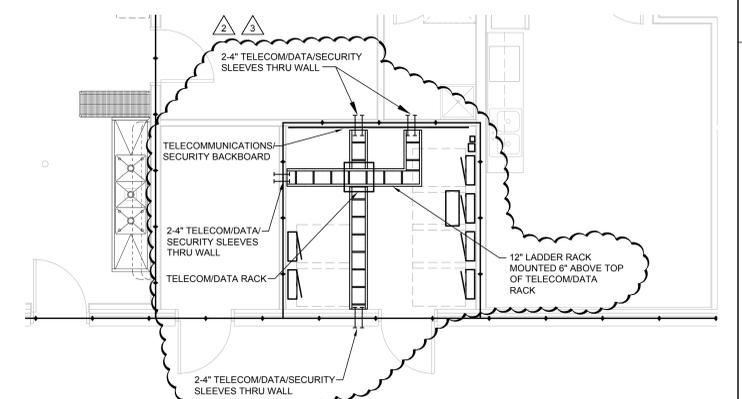 2 3
2-4" TELECOM/DATA/SECURITY
SLEEVES THRU WALL
TELECOMMUNICATIONS/
SECURITY BACKBOARD
2-4" TELECOM/DATA/
SECURITY SLEEVES
THRU WALL
TELECOM/DATA RACK
12" LADDER RACK
MOUNTED 6" ABOVE TOP
OF TELECOM/DATA
RACK
2-4" TELECOM/DATA/SECURITY
SLEEVES THRU WALL